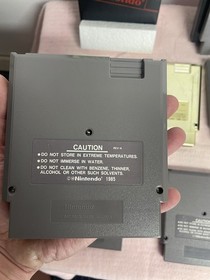 CAUTION
• DO NOT STORE IN EXTREME TEMPERATURES.
• DO NOT IMMERSE IN WATER.
• DO NOT CLEAN WITH BENZENE, THINNER,
ALCOHOL OR OTHER SUCH SOLVENTS.
Nintendo 1985